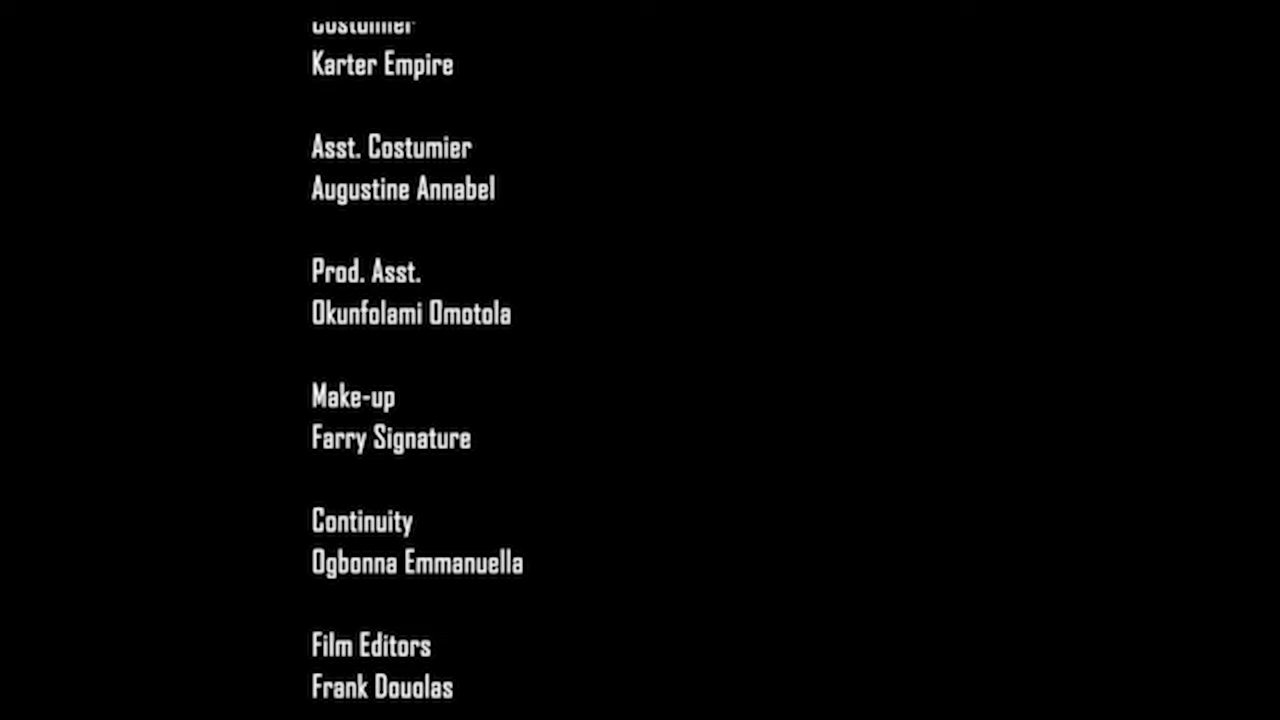 Costumier
Karter Empire
Asst. Costumier
Augustine Annabel
Prod. Asst.
Okunfolami Omotola
Make-up
Farry Signature
Continuity
Ogbonna Emmanuella
Film Editors
Frank Douglas